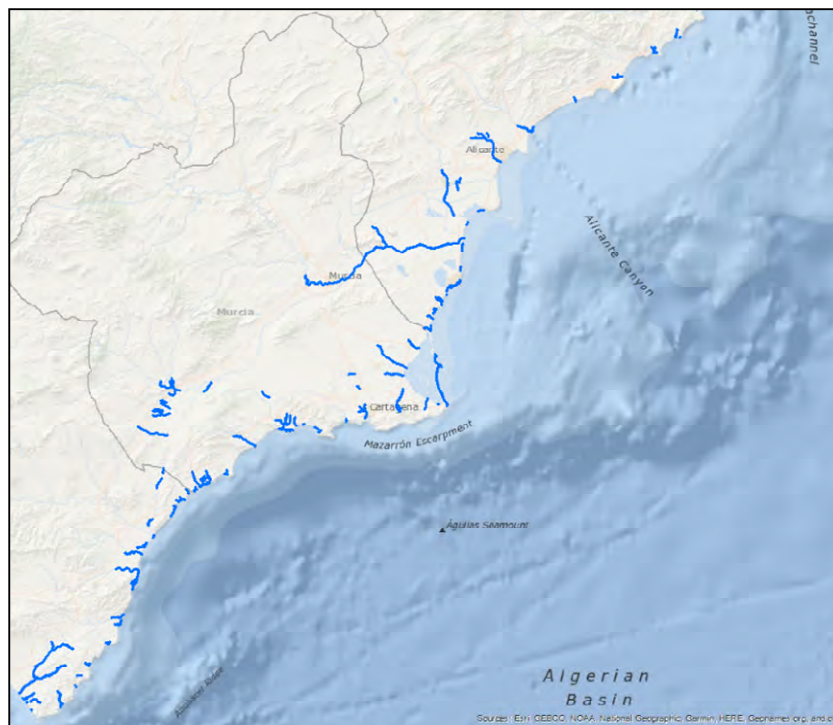 achannel
Alicante
Alicante Canyon
Murcia
Murcia
Cartagena
Mazarrón Escarpment
Águilas Seamount
Algerian
Basin
Sources: Esri, GEBCO, NOAA, National Geographic, Garmin, HERE, Geonames.org, and o